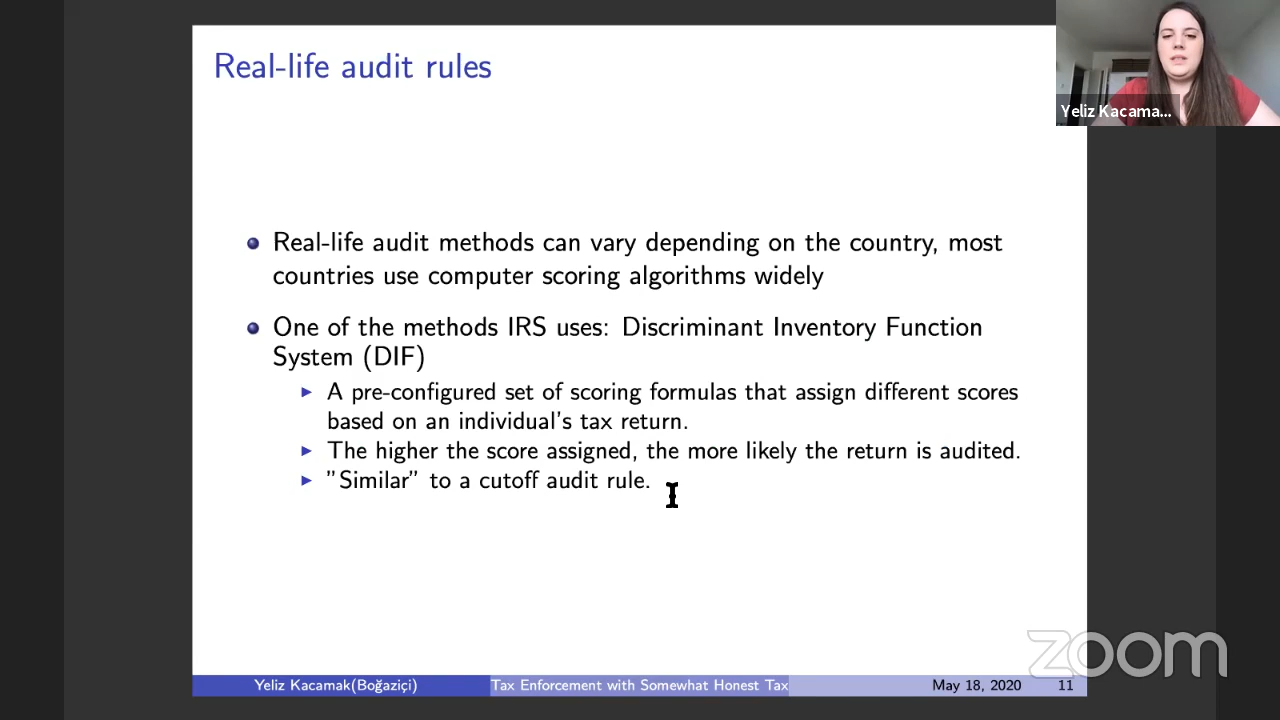 Real-life audit rules
Yeliz Kacama...
Real-life audit methods can vary depending on the country, most
countries use computer scoring algorithms widely
One of the methods IRS uses: Discriminant Inventory Function
System (DIF)
A pre-configured set of scoring formulas that assign different scores
based on an individual's tax return.
The higher the score assigned, the more likely the return is audited.
"Similar" to a cutoff audit rule.
zoom
Yeliz Kacamak(Boğaziçi) Tax Enforcement with Somewhat Honest Tax May 18, 2020 11